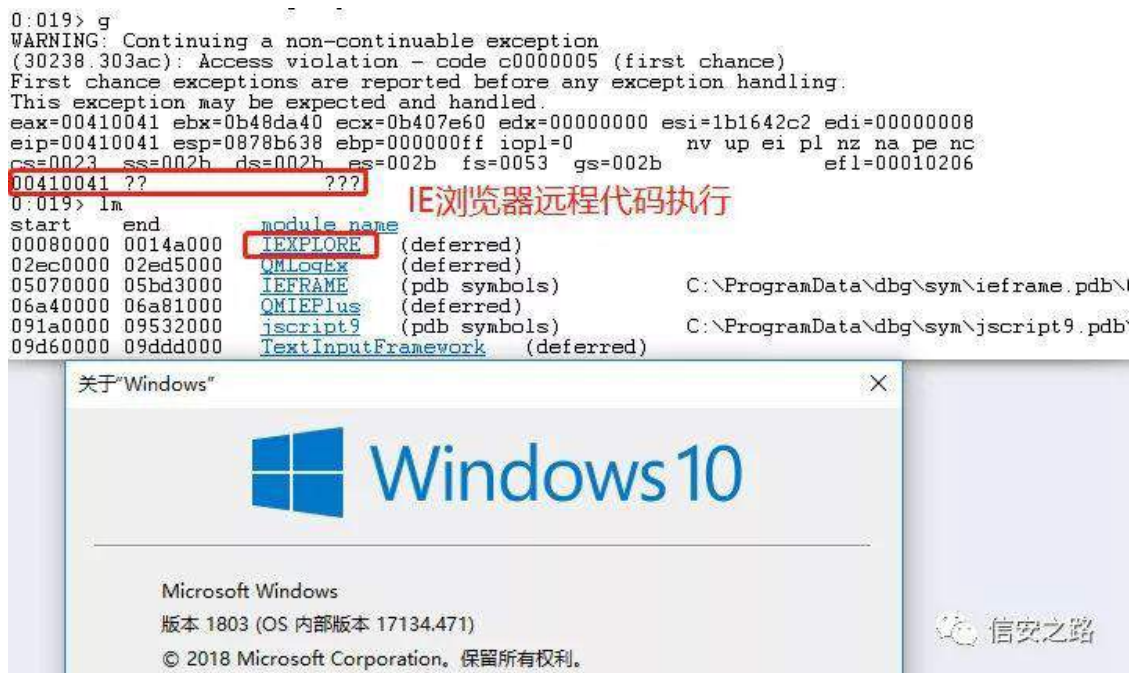 0:019> g
WARNING: Continuing a non-continuable exception
(30238.303ac): Access violation - code c0000005 (first chance)
First chance exceptions are reported before any exception handling.
This exception may be expected and handled.
eax=00410041 ebx=0b48da40 ecx=0b407e60 edx=00000000 esi=1b1642c2 edi=00000008
eip=00410041 esp=0878b638 ebp=000000ff iopl=0 nv up ei pl nz na pe nc
cs=0023 ss=002b ds=002b es=002b fs=0053 gs=002b efl=00010206
00410041 ?? ???
IE浏览器远程代码执行
0:019> lm
start end module name
00080000 0014a000 IEXPLORE (deferred)
02ec0000 02ed5000 QMLogEx (deferred)
05070000 05bd3000 IEFRAME (pdb symbols) C:\ProgramData\dbg\sym\ieframe.pdb\
06a40000 06a81000 QMIEPlus (deferred)
091a0000 09532000 jscript9 (pdb symbols) C:\ProgramData\dbg\sym\jscript9.pdb
09d60000 09ddd000 TextInputFramework (deferred)
关于"Windows"
Windows 10
Microsoft Windows
版本 1803 (OS 内部版本 17134.471)
© 2018 Microsoft Corporation。保留所有权利。
信安之路